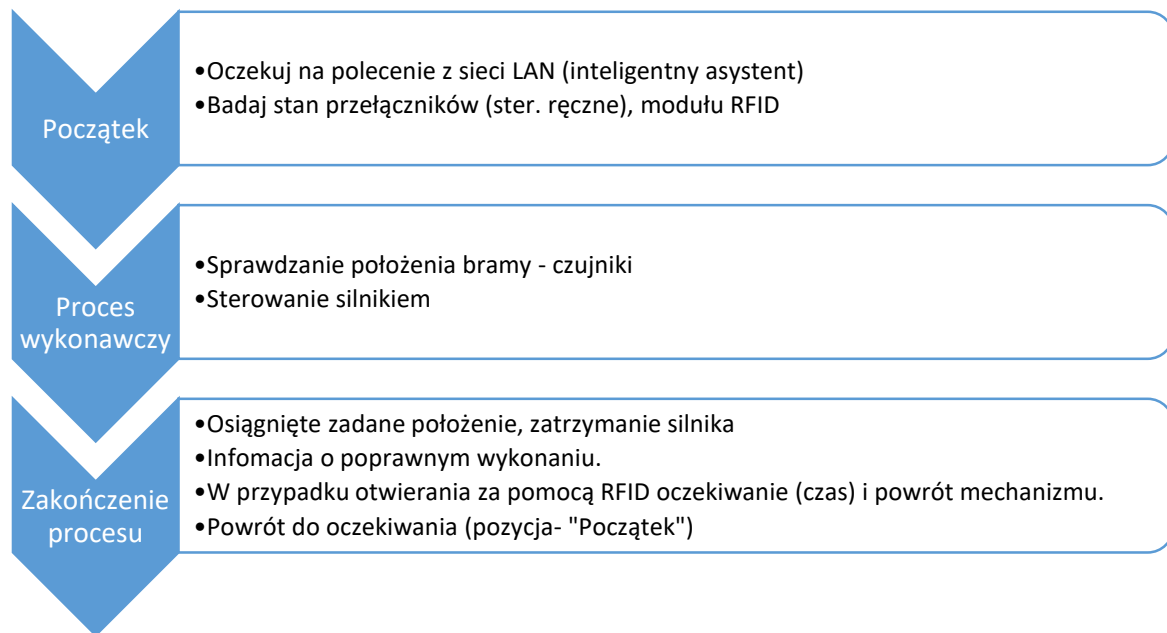 Początek
•Oczekuj na polecenie z sieci LAN (inteligentny asystent)
•Badaj stan przełączników (ster. ręczne), modułu RFID
Proces
wykonawczy
•Sprawdzanie położenia bramy - czujniki
•Sterowanie silnikiem
Zakończenie
procesu
•Osiągnięte zadane położenie, zatrzymanie silnika
•Infomacja o poprawnym wykonaniu.
•W przypadku otwierania za pomocą RFID oczekiwanie (czas) i powrót mechanizmu.
•Powrót do oczekiwania (pozycja- "Początek")